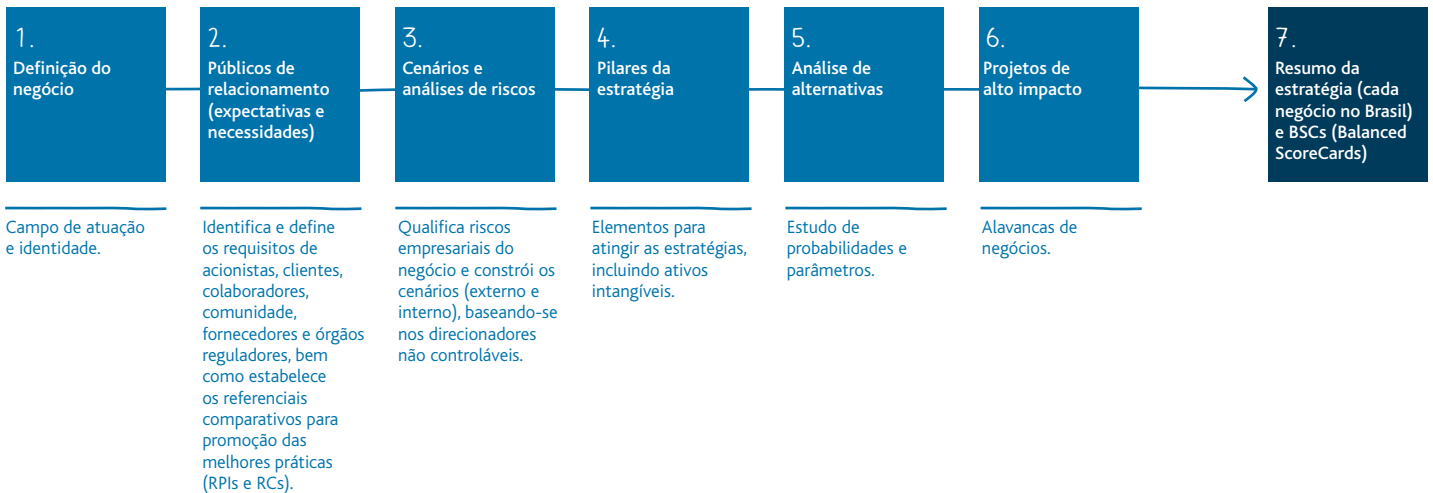 1.
Definição do
negócio
Campo de atuação
e identidade.
2.
Públicos de
relacionamento
(expectativas e
necessidades)
Identifica e define
os requisitos de
acionistas, clientes,
colaboradores,
comunidade,
fornecedores e órgãos
reguladores, bem
como estabelece
os referenciais
comparativos para
promoção das
melhores práticas
(RPIs e RCs).
3.
Cenários e
análises de riscos
Qualifica riscos
empresariais do
negócio e constrói os
cenários (externo e
interno), baseando-se
nos direcionadores
não controláveis.
4.
Pilares da
estratégia
Elementos para
atingir as estratégias,
incluindo ativos
intangíveis.
5.
Análise de
alternativas
Estudo de
probabilidades e
parâmetros.
6.
Projetos de
alto impacto
Alavancas de
negócios.
7.
Resumo da
estratégia (cada
negócio no Brasil)
e BSCs (Balanced
ScoreCards)